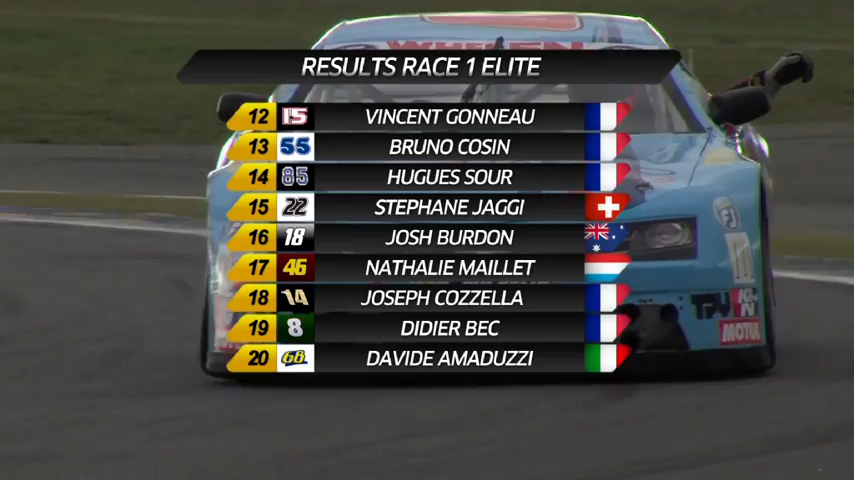 WHELEN
RESULTS RACE 1 ELITE
12 15 VINCENT GONNEAU
13 55 BRUNO COSIN
14 85 HUGUES SOUR
15 22 STEPHANE JAGGI
16 18 JOSH BURDON
17 46 NATHALIE MAILLET
18 14 JOSEPH COZZELLA
19 8 DIDIER BEC
20 68 DAVIDE AMADUZZI
MOTUL